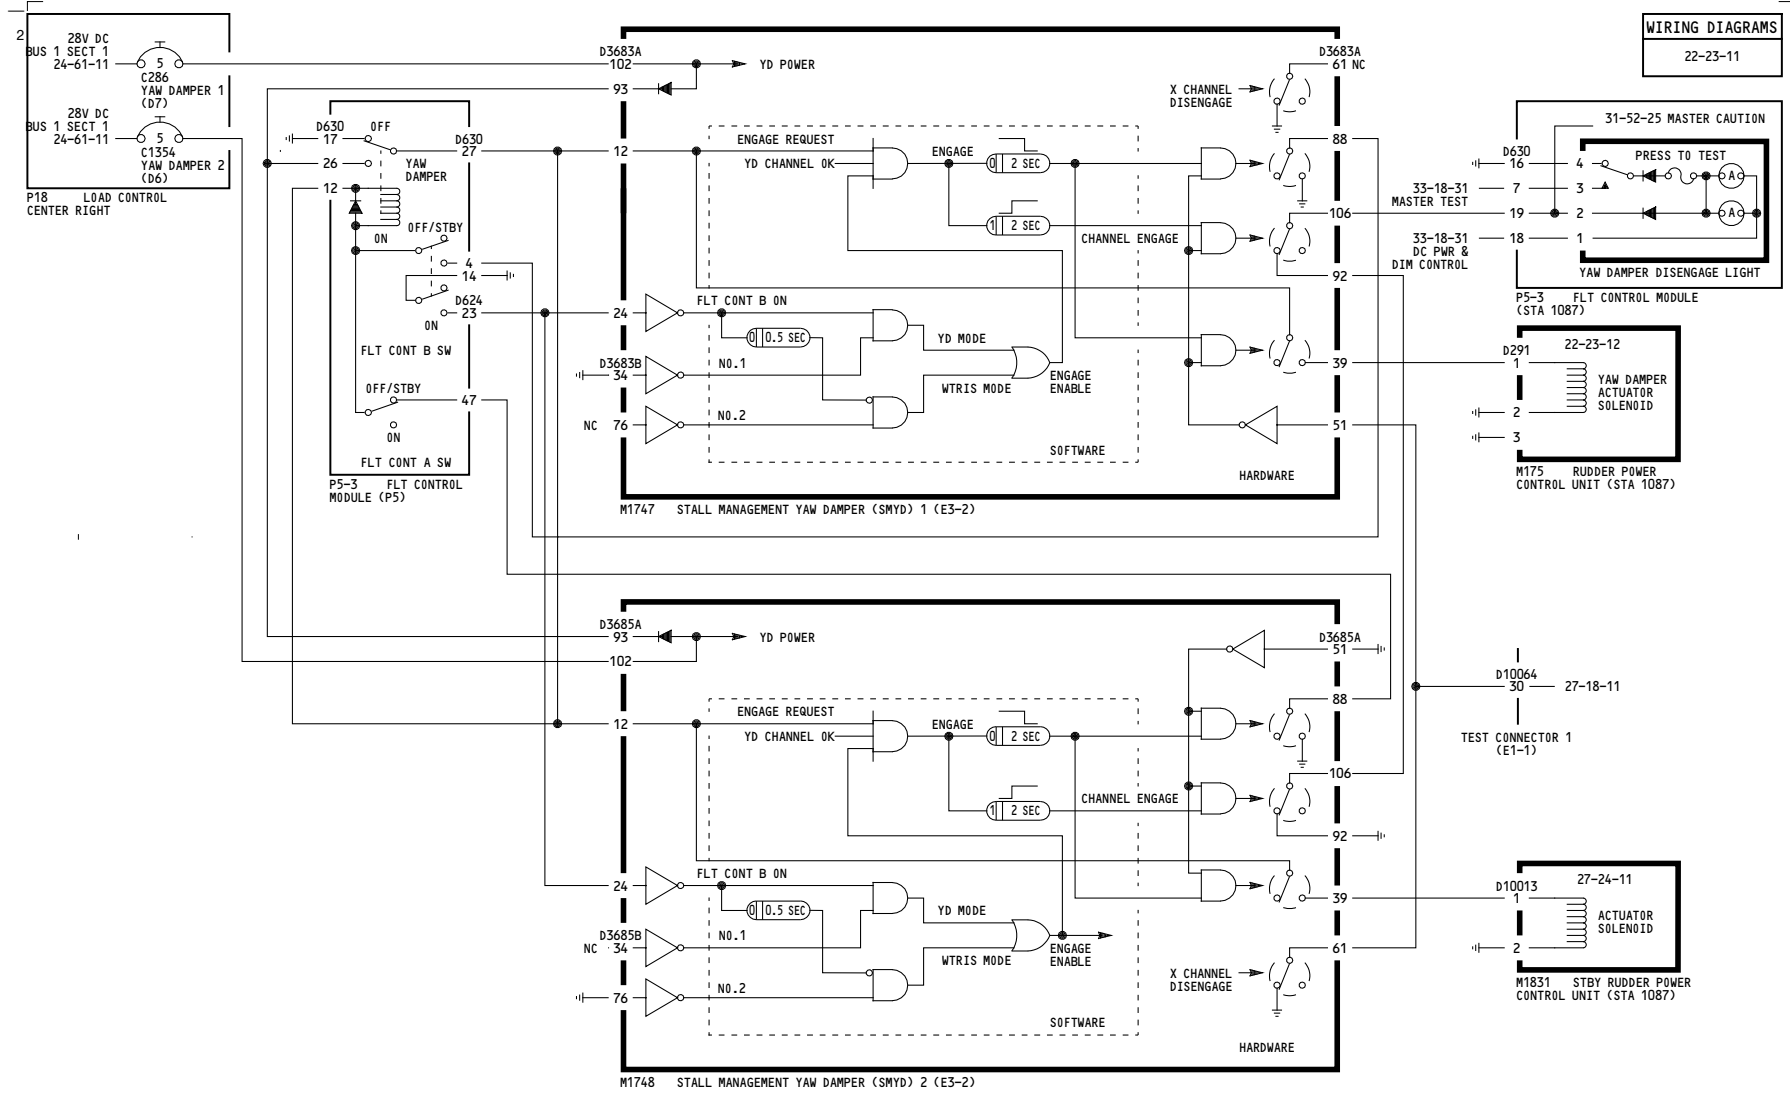 2
28V DC
BUS 1 SECT 1
24-61-11
5
C286
YAW DAMPER 1
(D7)
28V DC
BUS 1 SECT 1
24-61-11
5
C1354
YAW DAMPER 2
(D6)
P18 LOAD CONTROL
CENTER RIGHT
D630
17
OFF
D630
27
26
YAW
DAMPER
12
ON
OFF/STBY
4
14
D624
23
ON
FLT CONT B SW
OFF/STBY
47
ON
FLT CONT A SW
P5-3 FLT CONTROL
MODULE (P5)
D3683A
102
YD POWER
93
12
ENGAGE REQUEST
YD CHANNEL OK
ENGAGE
0 2 SEC
1 2 SEC
CHANNEL ENGAGE
24
FLT CONT B ON
0 0.5 SEC
YD MODE
D3683B
34
NO.1
WTRIS MODE
ENGAGE
ENABLE
NC 76
NO.2
SOFTWARE
HARDWARE
X CHANNEL
DISENGAGE
D3683A
61 NC
88
106
92
39
51
M1747 STALL MANAGEMENT YAW DAMPER (SMYD) 1 (E3-2)
WIRING DIAGRAMS
22-23-11
31-52-25 MASTER CAUTION
D630
16
4
PRESS TO TEST
A
33-18-31
MASTER TEST
7
3
19
2
A
33-18-31
DC PWR &
DIM CONTROL
18
1
YAW DAMPER DISENGAGE LIGHT
P5-3 FLT CONTROL MODULE
(STA 1087)
22-23-12
D291
1
YAW DAMPER
ACTUATOR
SOLENOID
2
3
M175 RUDDER POWER
CONTROL UNIT (STA 1087)
D3685A
93
YD POWER
102
12
ENGAGE REQUEST
YD CHANNEL OK
ENGAGE
0 2 SEC
1 2 SEC
CHANNEL ENGAGE
24
FLT CONT B ON
0 0.5 SEC
YD MODE
D3685B
NC 34
NO.1
WTRIS MODE
ENGAGE
ENABLE
76
NO.2
SOFTWARE
HARDWARE
X CHANNEL
DISENGAGE
D3685A
51
88
106
92
39
61
M1748 STALL MANAGEMENT YAW DAMPER (SMYD) 2 (E3-2)
D10064
30
27-18-11
TEST CONNECTOR 1
(E1-1)
27-24-11
D10013
1
ACTUATOR
SOLENOID
2
M1831 STBY RUDDER POWER
CONTROL UNIT (STA 1087)